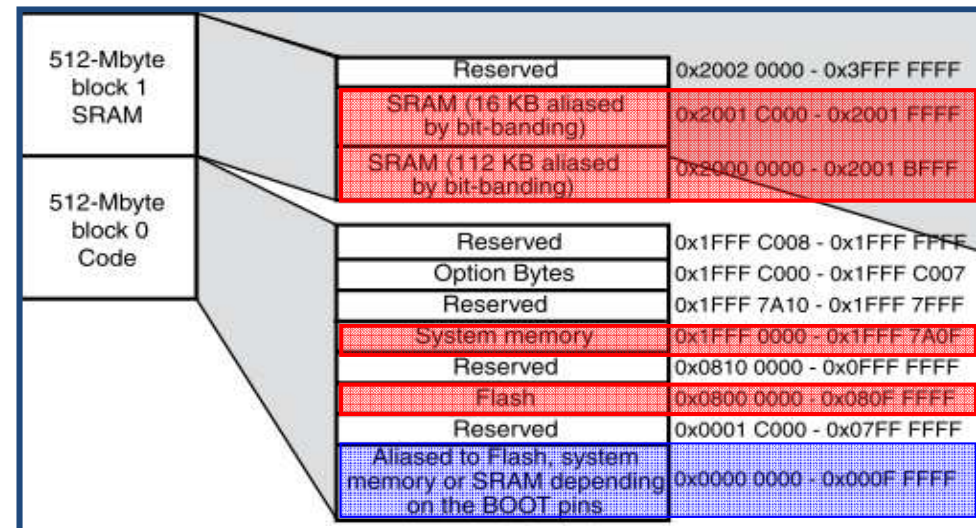 512-Mbyte
block 1
SRAM
512-Mbyte
block 0
Code
Reserved 0x2002 0000 - 0x3FFF FFFF
SRAM (16 KB aliased
by bit-banding) 0x2001 C000 - 0x2001 FFFF
SRAM (112 KB aliased
by bit-banding) 0x2000 0000 - 0x2001 BFFF
Reserved 0x1FFF C008 - 0x1FFF FFFF
Option Bytes 0x1FFF C000 - 0x1FFF C007
Reserved 0x1FFF 7A10 - 0x1FFF 7FFF
System memory 0x1FFF 0000 - 0x1FFF 7A0F
Reserved 0x0810 0000 - 0x0FFF FFFF
Flash 0x0800 0000 - 0x080F FFFF
Reserved 0x0001 C000 - 0x07FF FFFF
Aliased to Flash, system
memory or SRAM depending 0x0000 0000 - 0x000F FFFF
on the BOOT pins